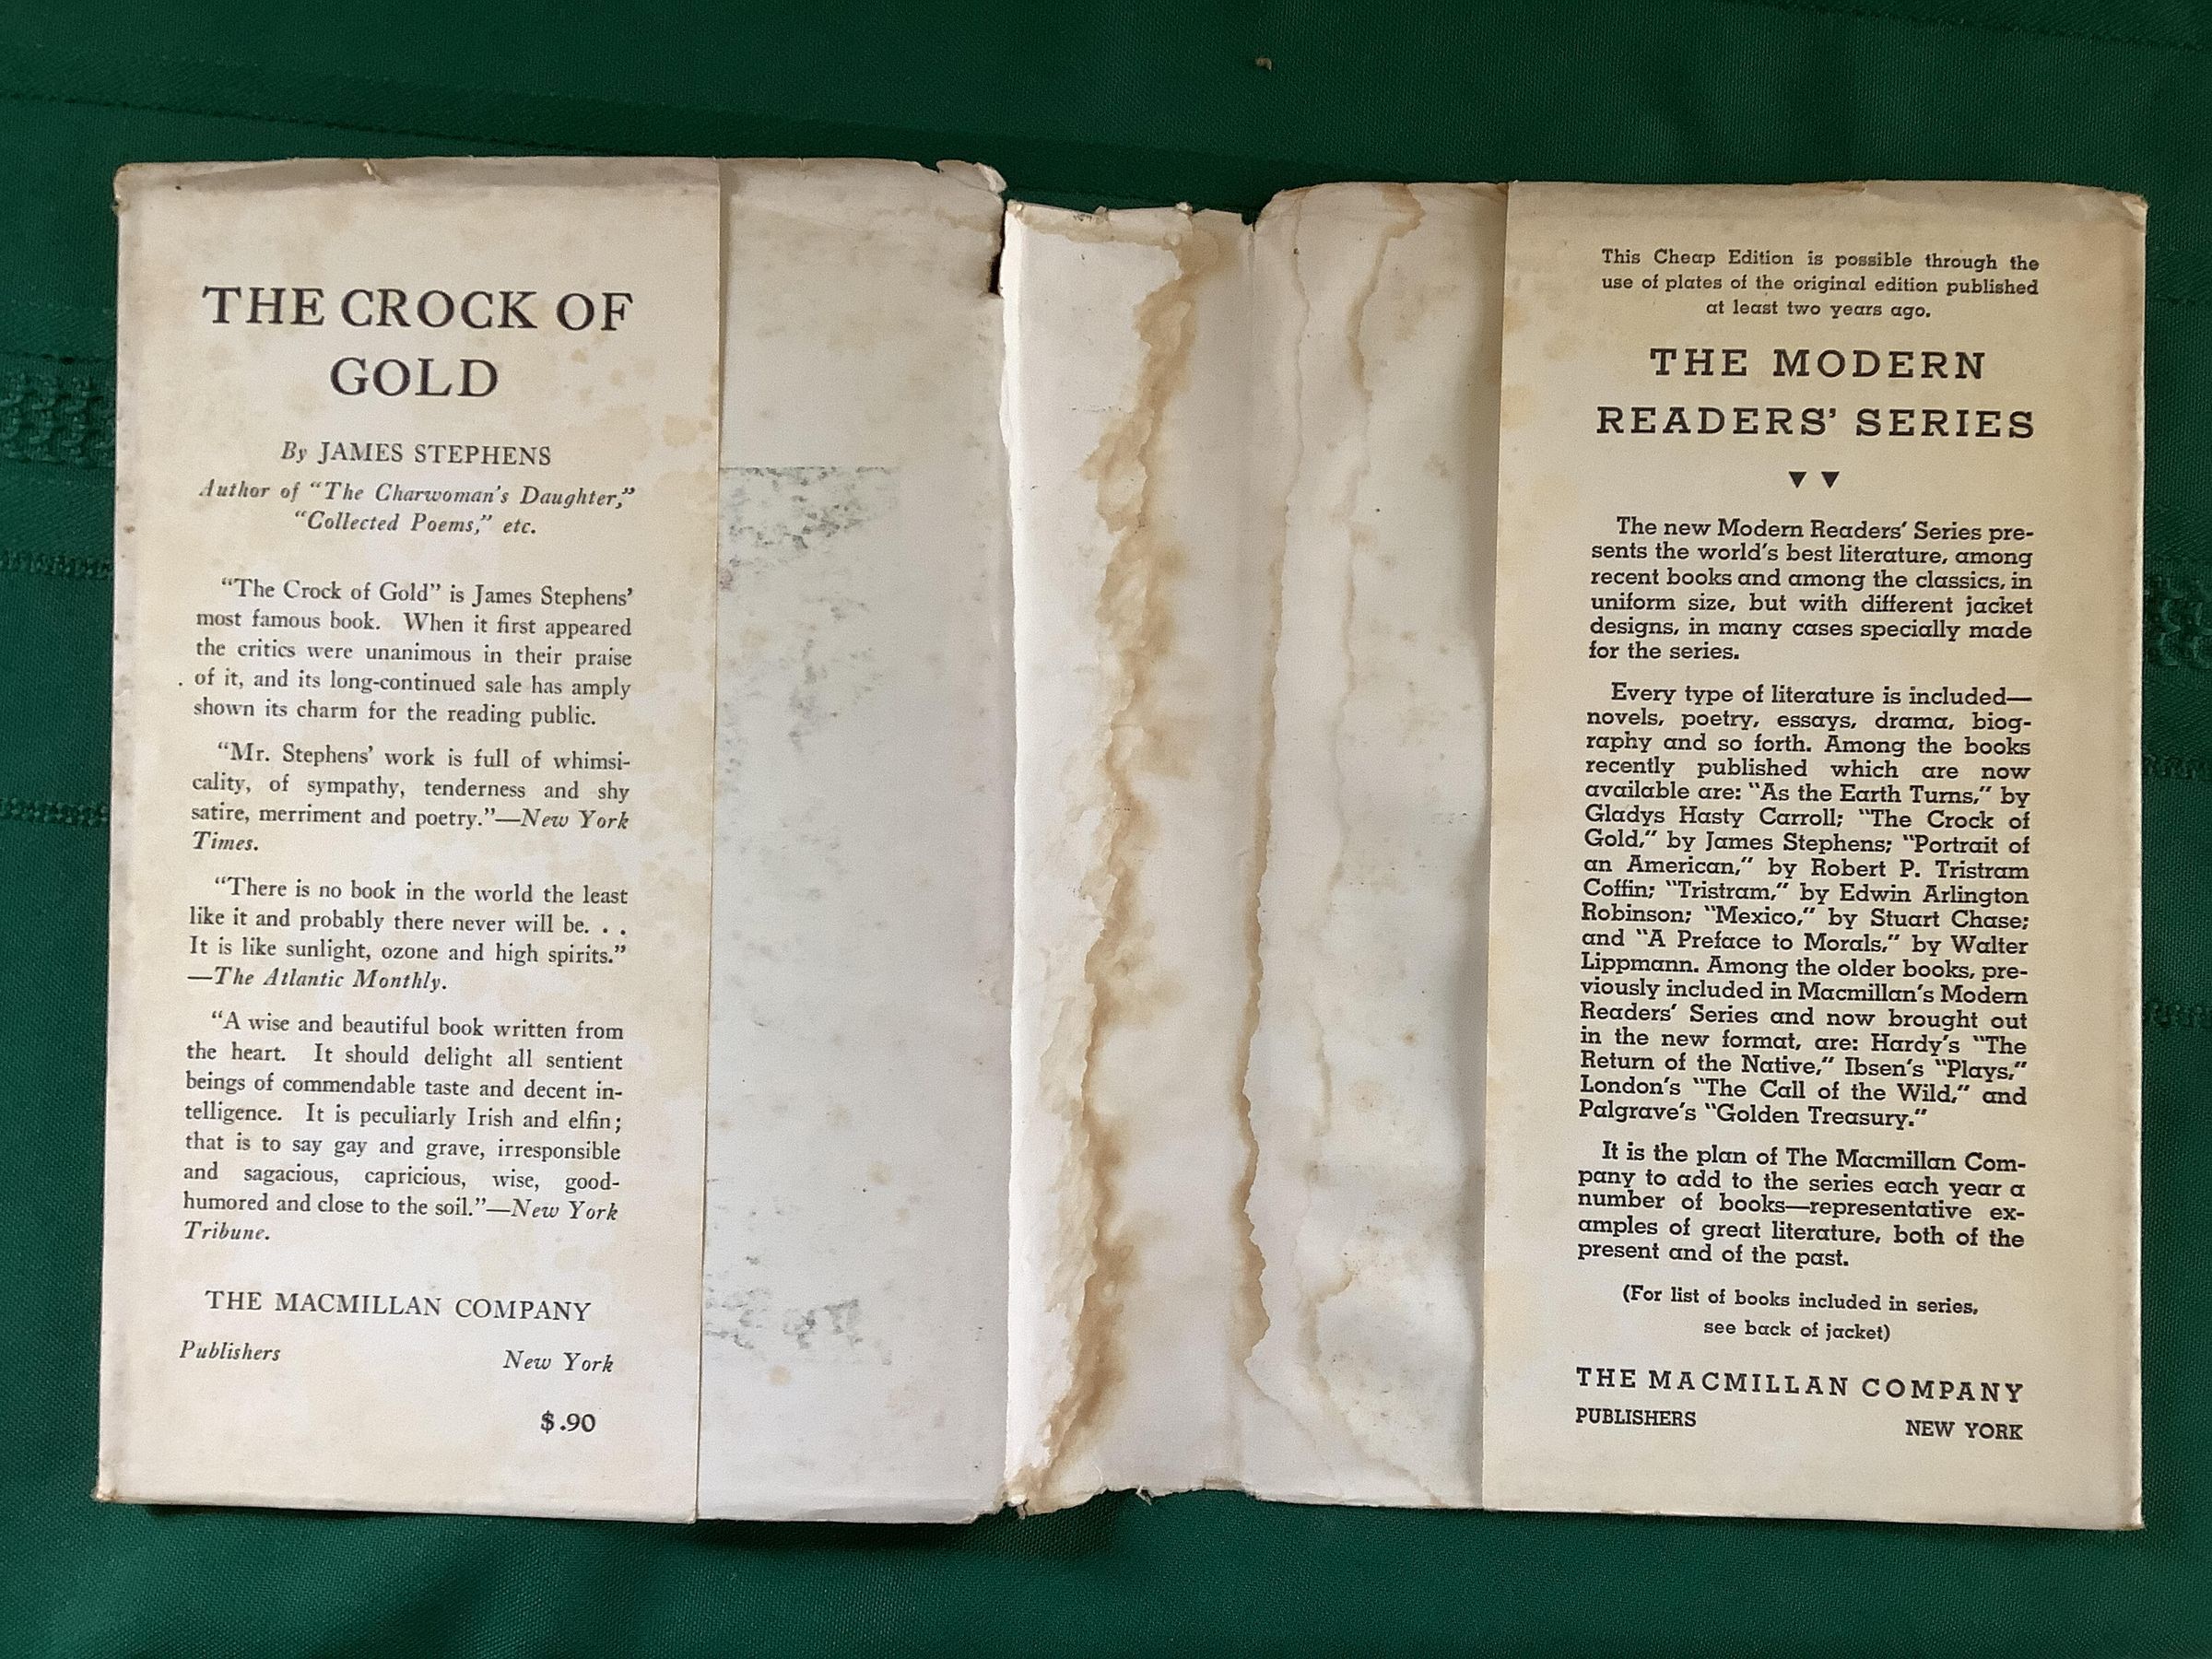 THE CROCK OF
GOLD
By JAMES STEPHENS
Author of "The Charwoman's Daughter,"
"Collected Poems," etc.
"The Crock of Gold" is James Stephens'
most famous book. When it first appeared
the critics were unanimous in their praise
of it, and its long-continued sale has amply
shown its charm for the reading public.
"Mr. Stephens' work is full of whimsi-
cality, of sympathy, tenderness and shy
satire, merriment and poetry."—New York
Times.
"There is no book in the world the least
like it and probably there never will be. . .
It is like sunlight, ozone and high spirits."
—The Atlantic Monthly.
"A wise and beautiful book written from
the heart. It should delight all sentient
beings of commendable taste and decent in-
telligence. It is peculiarly Irish and elfin;
that is to say gay and grave, irresponsible
and sagacious, capricious, wise, good-
humored and close to the soil."—New York
Tribune.
THE MACMILLAN COMPANY
Publishers New York
$.90
This Cheap Edition is possible through the
use of plates of the original edition published
at least two years ago.
THE MODERN
READERS' SERIES
The new Modern Readers' Series pre-
sents the world's best literature, among
recent books and among the classics, in
uniform size, but with different jacket
designs, in many cases specially made
for the series.
Every type of literature is included—
novels, poetry, essays, drama, biog-
raphy and so forth. Among the books
recently published which are now
available are: "As the Earth Turns," by
Gladys Hasty Carroll; "The Crock of
Gold," by James Stephens; "Portrait of
an American," by Robert P. Tristram
Coffin; "Tristram," by Edwin Arlington
Robinson; "Mexico," by Stuart Chase;
and "A Preface to Morals," by Walter
Lippmann. Among the older books, pre-
viously included in Macmillan's Modern
Readers' Series and now brought out
in the new format, are: Hardy's "The
Return of the Native," Ibsen's "Plays,"
London's "The Call of the Wild," and
Palgrave's "Golden Treasury."
It is the plan of The Macmillan Com-
pany to add to the series each year a
number of books—representative ex-
amples of great literature, both of the
present and of the past.
(For list of books included in series,
see back of jacket)
THE MACMILLAN COMPANY
PUBLISHERS NEW YORK